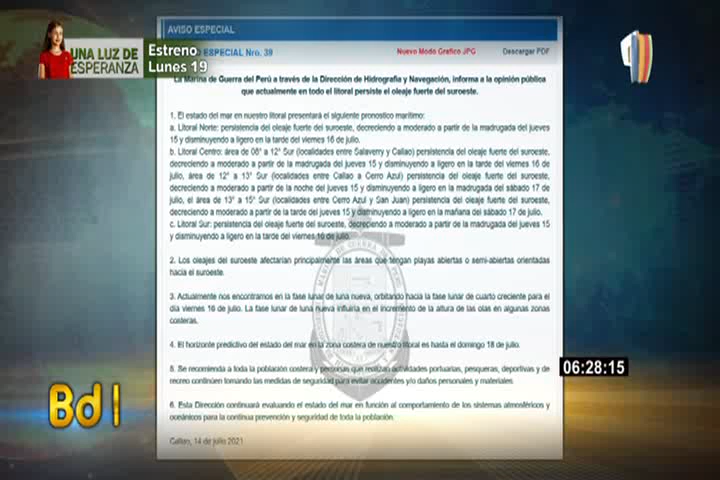 UNA LUZ DE
ESPERANZA
Estreno
Lunes 19
AVISO ESPECIAL
ESPECIAL Nro. 39
Nuevo Modo Grafico JPG
Descargar PDF
La Marina de Guerra del Perú a través de la Dirección de Hidrografía y Navegación, informa a la opinión pública
que actualmente en todo el litoral persiste el oleaje fuerte del suroeste.
1. El estado del mar en nuestro litoral presentará el siguiente pronostico marítimo:
a. Litoral Norte: persistencia del oleaje fuerte del suroeste, decreciendo a moderado a partir de la madrugada del jueves
15 y disminuyendo a ligero en la tarde del viernes 16 de julio.
b. Litoral Centro: área de 08° a 12° Sur (localidades entre Salaverry y Callao) persistencia del oleaje fuerte del suroeste,
decreciendo a moderado a partir de la madrugada del jueves 15 y disminuyendo a ligero en la tarde del viernes 16 de
julio, área de 12° a 13° Sur (localidades entre Callao a Cerro Azul) persistencia del oleaje fuerte del suroeste,
decreciendo a moderado a partir de la noche del jueves 15 y disminuyendo a ligero en la madrugada del sábado 17 de
julio, el área de 13° a 15° Sur (localidades entre Cerro Azul y San Juan) persistencia del oleaje fuerte del suroeste,
decreciendo a moderado a partir de la tarde del jueves 15 y disminuyendo a ligero en la mañana del sábado 17 de julio.
c. Litoral Sur: persistencia del oleaje fuerte del suroeste, decreciendo a moderado a partir de la madrugada del jueves 15
y disminuyendo a ligero en la tarde del viernes 16 de julio.
2. Los oleajes del suroeste afectarían principalmente las áreas que tengan playas abiertas o semi-abiertas orientadas
hacia el suroeste.
3. Actualmente nos encontramos en la fase lunar de luna nueva, orbitando hacia la fase lunar de cuarto creciente para el
día viernes 16 de julio. La fase lunar de luna nueva influiría en el incremento de la altura de las olas en algunas zonas
costeras.
4. El horizonte predictivo del estado del mar en la zona costera de nuestro litoral es hasta el domingo 18 de julio.
5. Se recomienda a toda la población costera y personas que realizan actividades portuarias, pesqueras, deportivas y de
recreo continúen tomando las medidas de seguridad para evitar accidentes y/o daños personales y materiales.
6. Esta Dirección continuará evaluando el estado del mar en función al comportamiento de los sistemas atmosféricos y
oceánicos para la continua prevención y seguridad de toda la población.
Callao, 14 de julio 2021
06:28:15
Bd